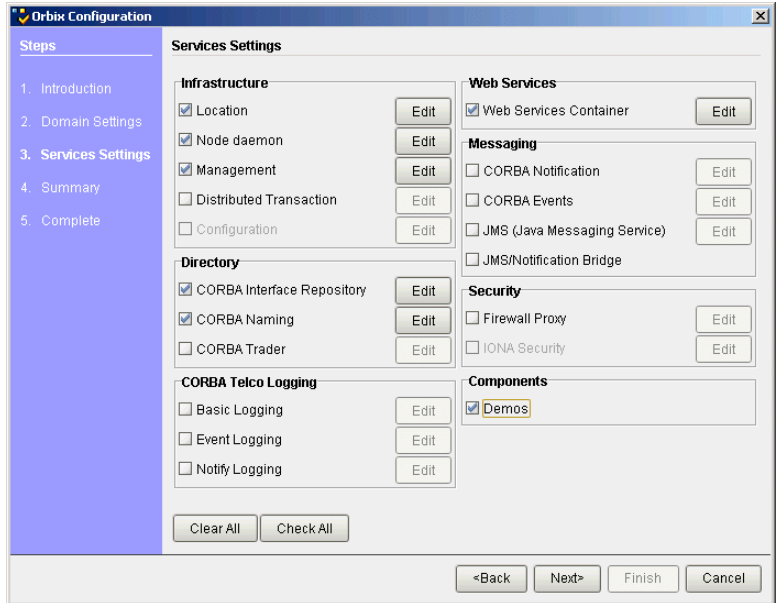 Orbix Configuration
Steps
1. Introduction
2. Domain Settings
3. Services Settings
4. Summary
5. Complete
Services Settings
Infrastructure
Location Edit
Node daemon Edit
Management Edit
Distributed Transaction Edit
Configuration Edit
Directory
CORBA Interface Repository Edit
CORBA Naming Edit
CORBA Trader Edit
CORBA Telco Logging
Basic Logging Edit
Event Logging Edit
Notify Logging Edit
Web Services
Web Services Container Edit
Messaging
CORBA Notification Edit
CORBA Events Edit
JMS (Java Messaging Service) Edit
JMS/Notification Bridge
Security
Firewall Proxy Edit
IONA Security Edit
Components
Demos
Clear All Check All
<Back Next> Finish Cancel